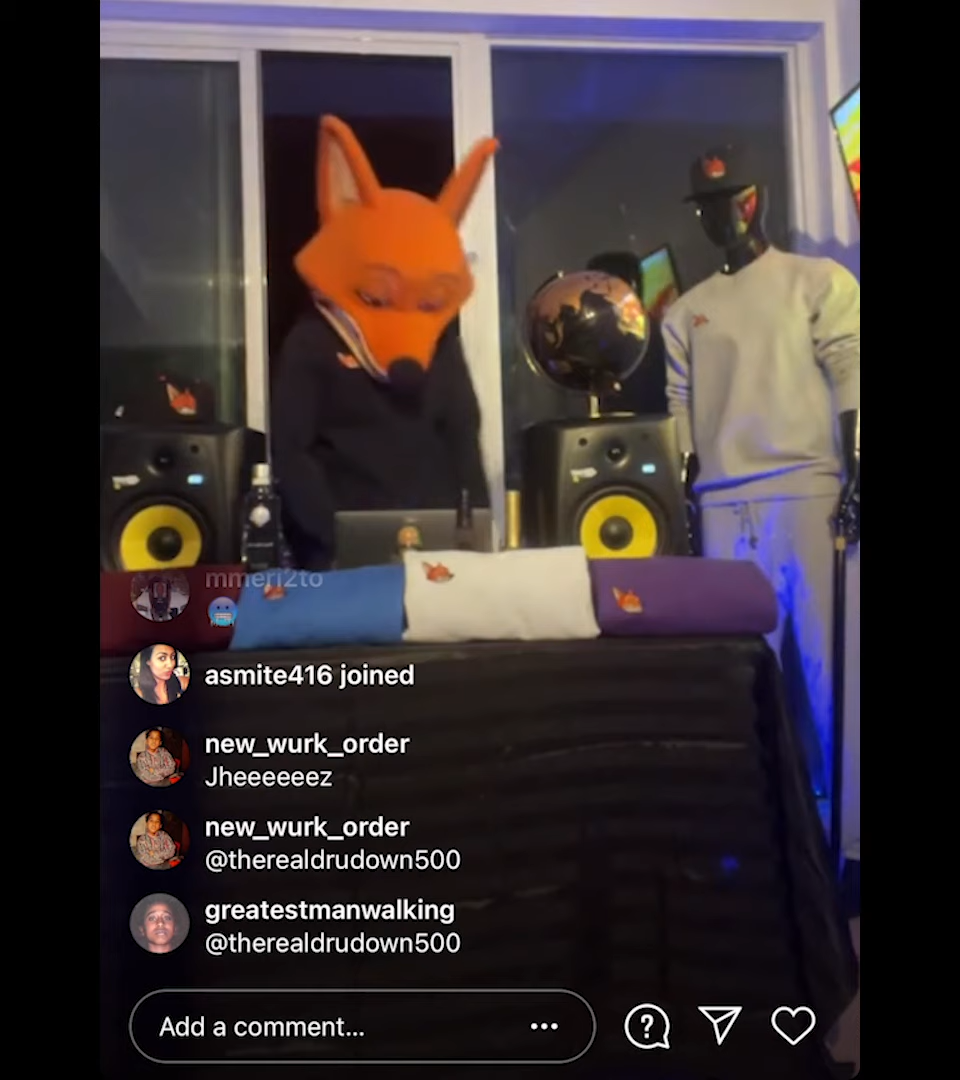 mmeri2to
asmite416 joined
new_wurk_order
Jheeeeeez
new_wurk_order
@therealdrudown500
greatestmanwalking
@therealdrudown500
Add a comment...